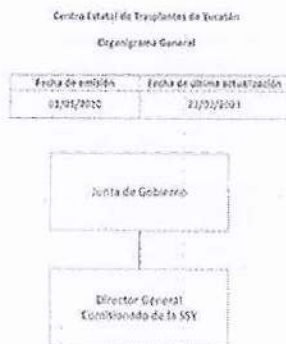 Centro Estatal de Trasplantes de Yucatán
Organigrama General
Fecha de emisión Fecha de última actualización
Junta de Gobierno
Director General
Comisionado de la SSY